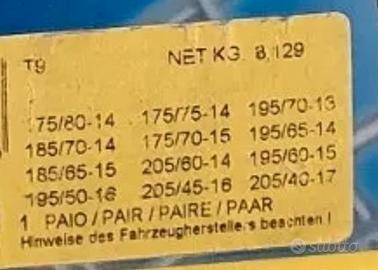 T9 NET KG. 8,129
175/80-14 175/75-14 195/70-13
185/70-14 175/70-15 195/65-14
185/65-15 205/60-14 195/60-15
195/50-16 205/45-16 205/40-17
1 PAIO / PAIR / PAIRE / PAAR
Hinweise des Fahrzeugherstellers beachten !
subito